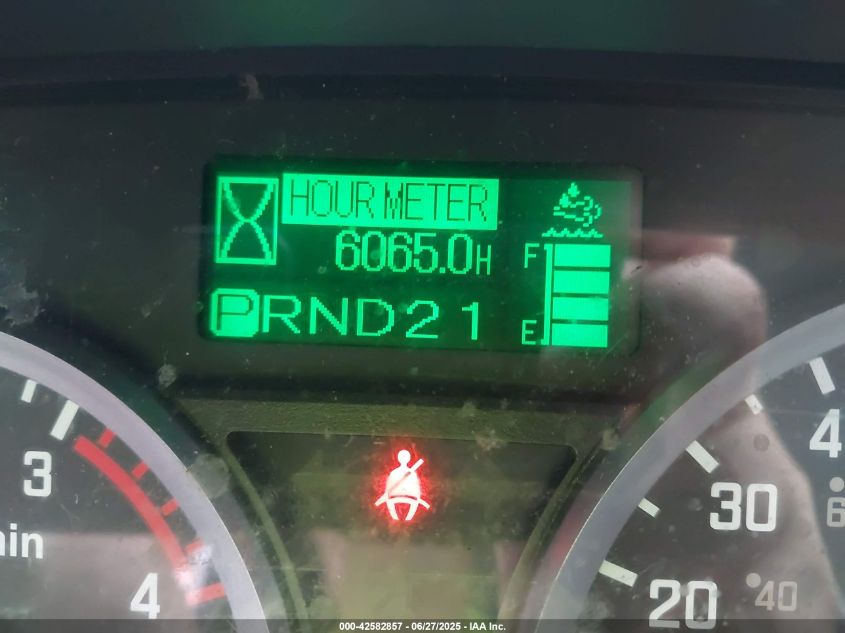 HOUR METER
6065.0H
F
PRND21
E
3
4
in
4
30
6
20
40
000-42582857 - 06/27/2025 - IAA Inc.